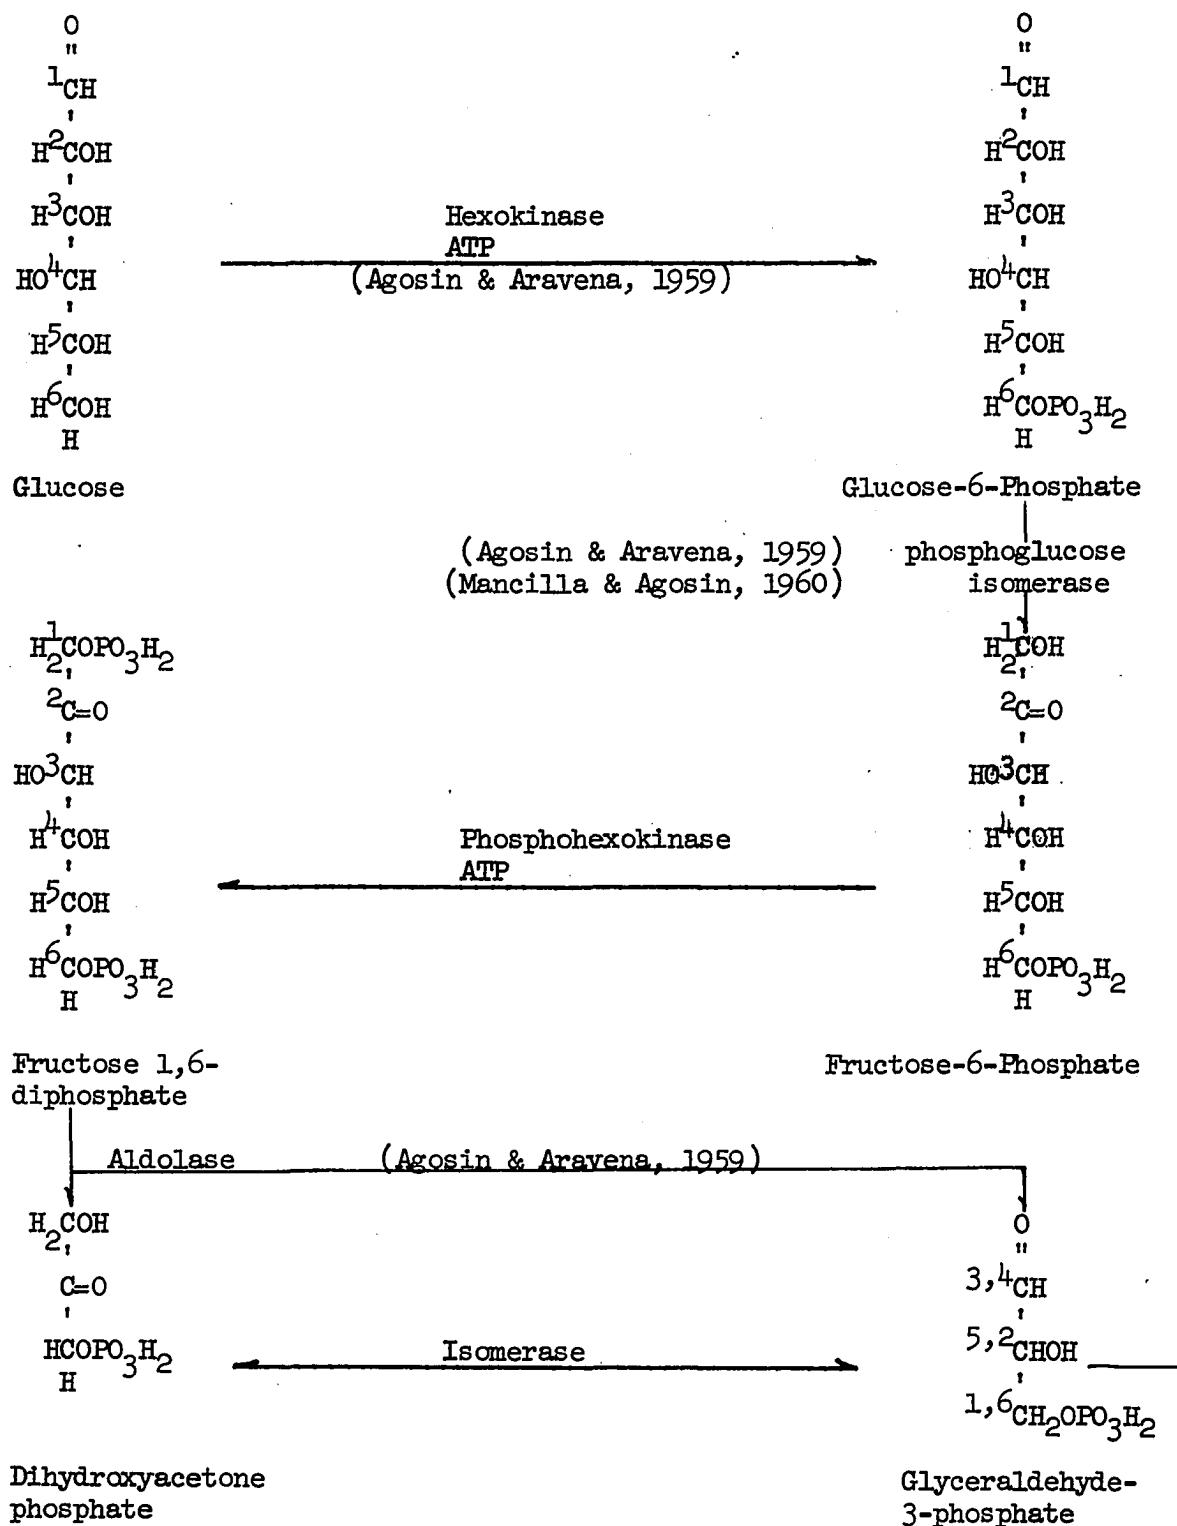 O O
" "
1CH 1CH
H2COH H2COH
H3COH H3COH
Hexokinase
ATP
HO4CH (Agosin & Aravena, 1959) HO4CH
H5COH H5COH
H6COH H6COPO3H2
H H
Glucose Glucose-6-Phosphate
(Agosin & Aravena, 1959) phosphoglucose
(Mancilla & Agosin, 1960) isomerase
H21COPO3H2 H21COH
2C=O 2C=O
HO3CH HO3CH
H4COH Phosphohexokinase H4COH
ATP
H5COH H5COH
H6COPO3H2 H6COPO3H2
H H
Fructose 1,6- Fructose-6-Phosphate
diphosphate
Aldolase (Agosin & Aravena, 1959)
H2COH O
"
C=O 3,4CH
HCOPO3H2 Isomerase 5,2CHOH
H
1,6CH2OPO3H2
Dihydroxyacetone Glyceraldehyde-
phosphate 3-phosphate